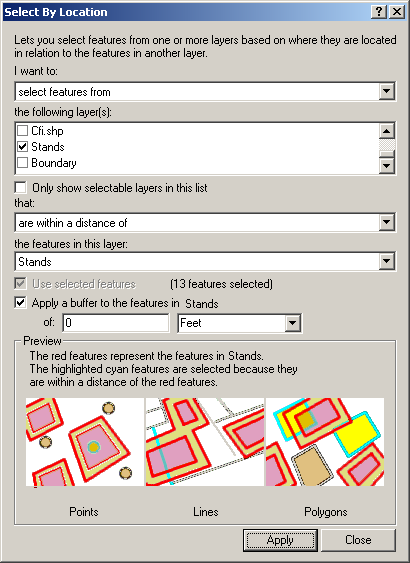 Select By Location
Lets you select features from one or more layers based on where they are located
in relation to the features in another layer.
I want to:
select features from
the following layer(s):
Cfi.shp
Stands
Boundary
Only show selectable layers in this list
that:
are within a distance of
the features in this layer:
Stands
Use selected features (13 features selected)
Apply a buffer to the features in Stands
of: 0 Feet
Preview
The red features represent the features in Stands.
The highlighted cyan features are selected because they
are within a distance of the red features.
Points Lines Polygons
Apply Close